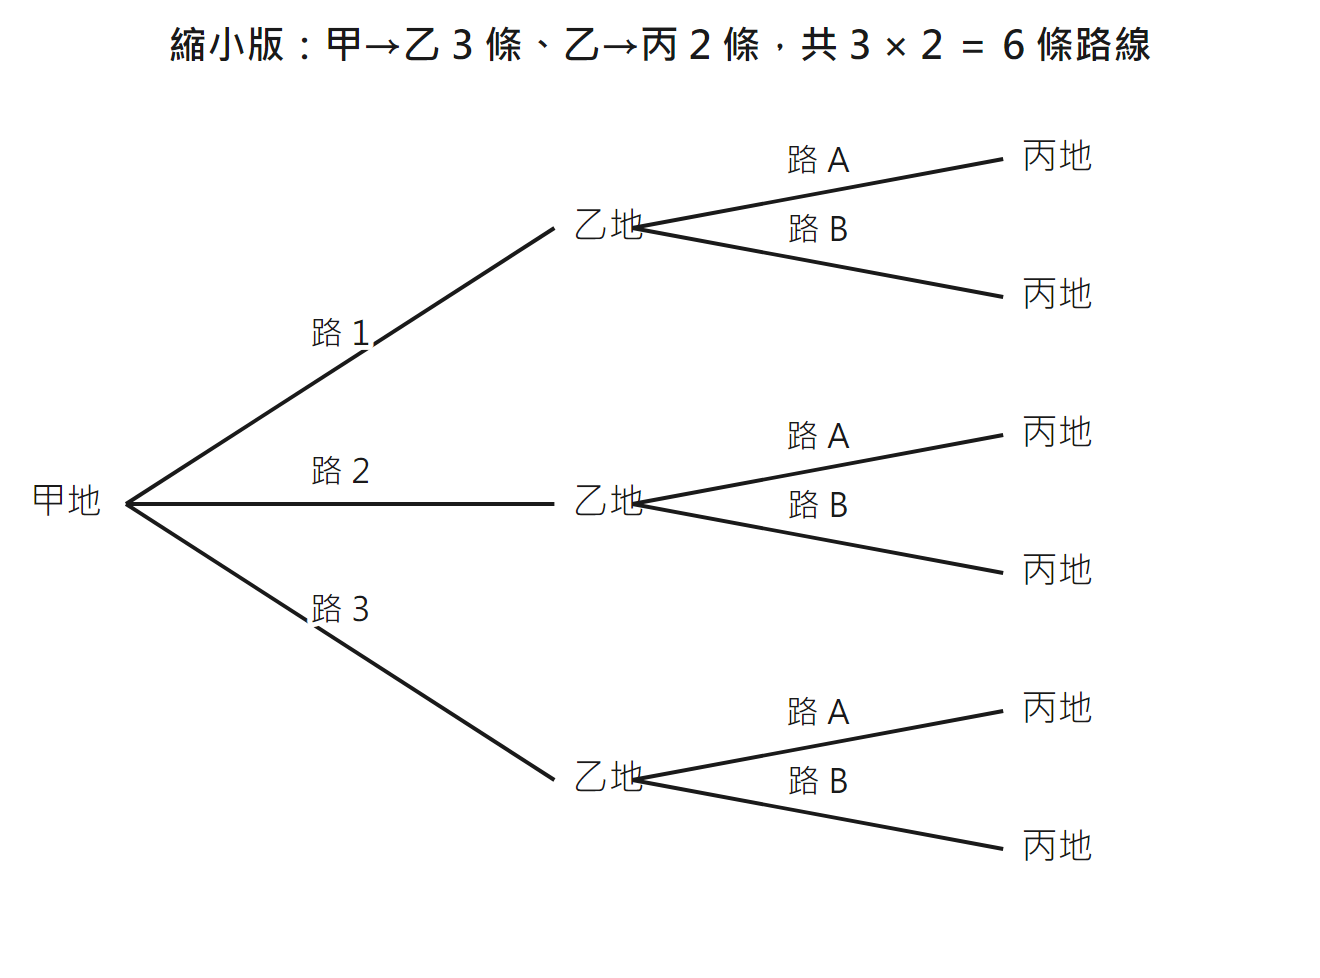 縮小版：甲→乙 3 條、乙→丙 2 條，共 3 × 2 = 6 條路線
路 A
丙地
乙地
路 B
丙地
路 1
路 A
丙地
路 2
甲地
乙地
路 B
丙地
路 3
路 A
丙地
乙地
路 B
丙地